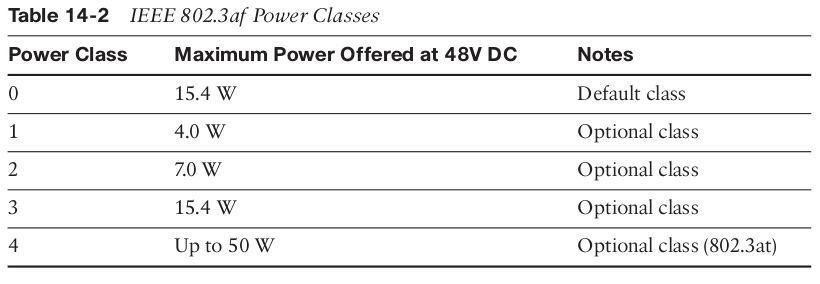 Table 14-2 IEEE 802.3af Power Classes
Power Class Maximum Power Offered at 48V DC Notes
0 15.4 W Default class
1 4.0 W Optional class
2 7.0 W Optional class
3 15.4 W Optional class
4 Up to 50 W Optional class (802.3at)